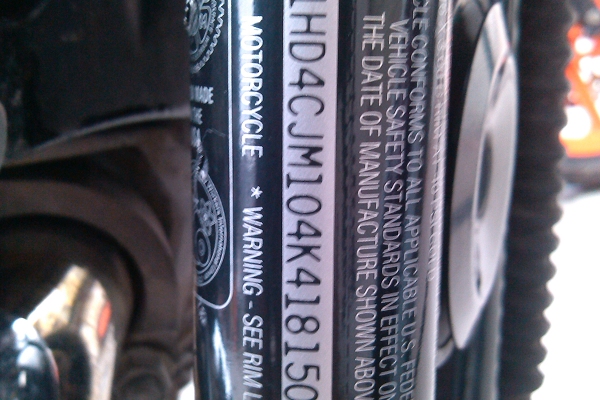 CLE CONFORMS TO ALL APPLICABLE U.S. FEDE
VEHICLE SAFETY STANDARDS IN EFFECT ON
THE DATE OF MANUFACTURE SHOWN ABOV
1HD4CJM104K418150
MOTORCYCLE * WARNING - SEE RIM L
MADE